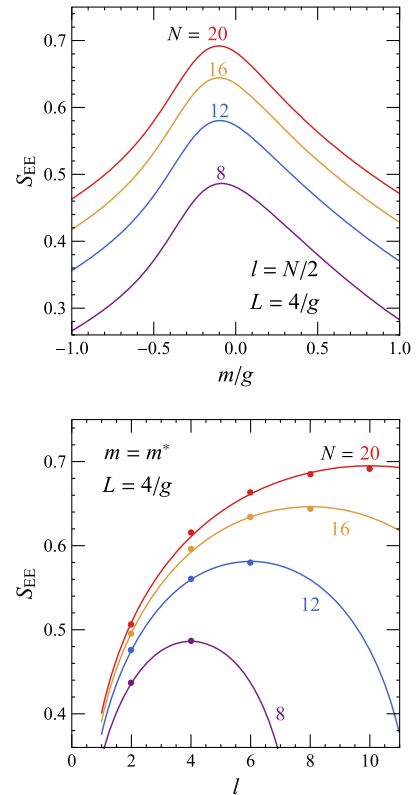 0.7
0.6
0.5
0.4
0.3
S_EE
N = 20
16
12
8
l = N/2
L = 4/g
−1.0 −0.5 0.0 0.5 1.0
m/g
0.7
0.6
0.5
0.4
S_EE
m = m*
L = 4/g
N = 20
16
12
8
0 2 4 6 8 10
l